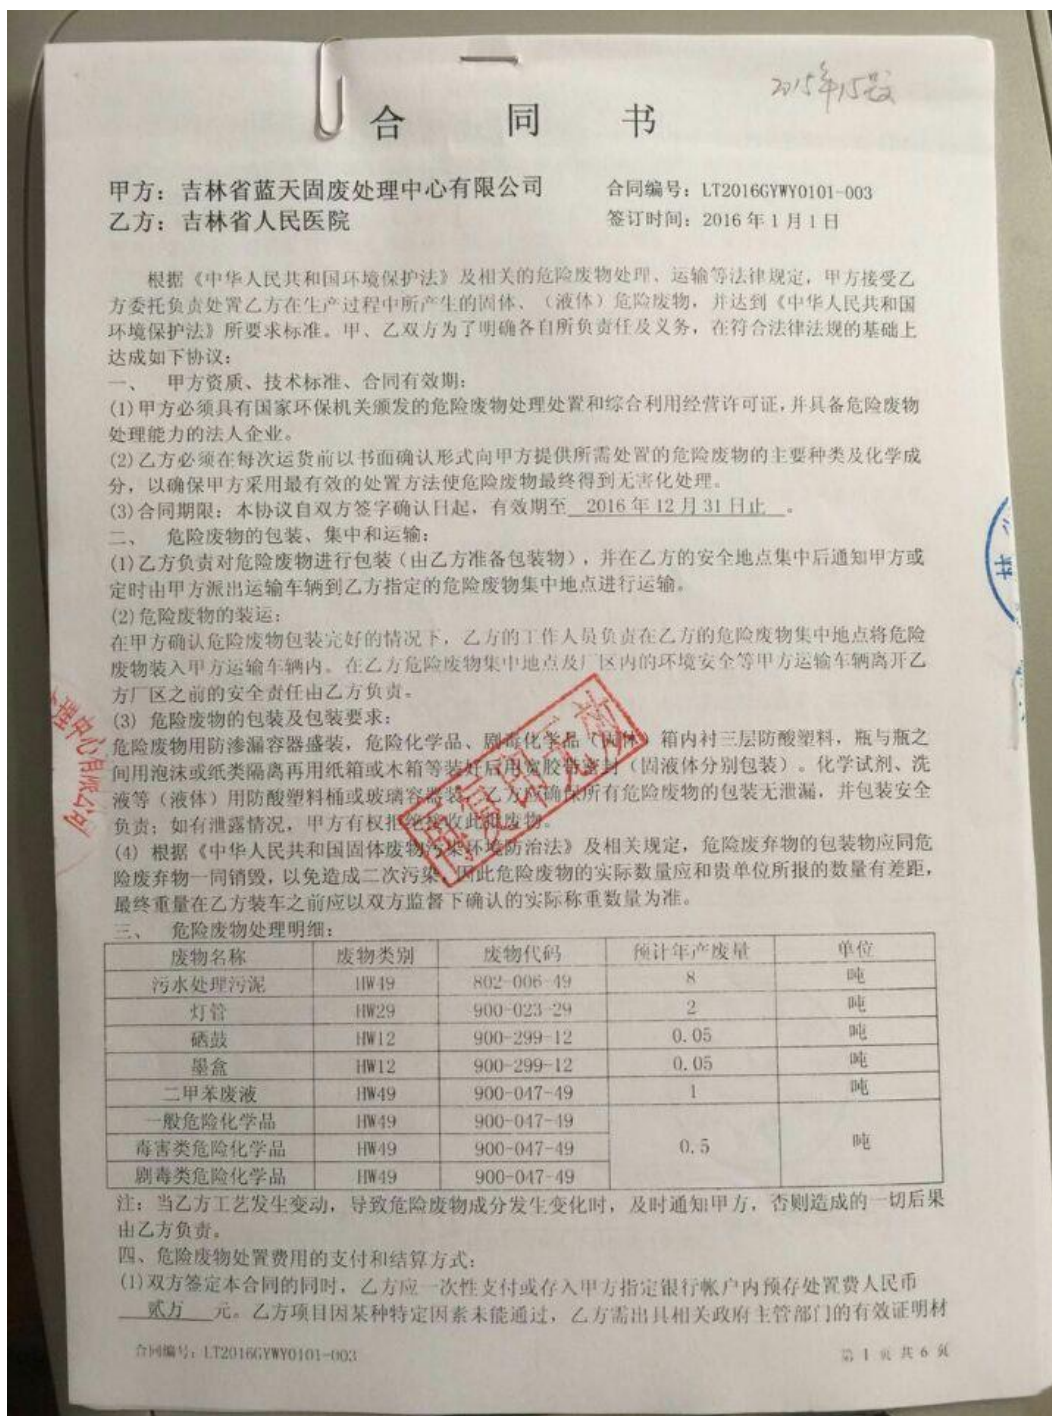 2015年15号文
合 同 书
甲方：吉林省蓝天固废处理中心有限公司 合同编号：LT2016GYWY0101-003
乙方：吉林省人民医院 签订时间：2016 年 1 月 1 日
根据《中华人民共和国环境保护法》及相关的危险废物处理、运输等法律规定，甲方接受乙
方委托负责处置乙方在生产过程中所产生的固体、（液体）危险废物，并达到《中华人民共和国
环境保护法》所要求标准。甲、乙双方为了明确各自所负责任及义务，在符合法律法规的基础上
达成如下协议：
一、 甲方资质、技术标准、合同有效期：
(1)甲方必须具有国家环保机关颁发的危险废物处理处置和综合利用经营许可证，并具备危险废物
处理能力的法人企业。
(2)乙方必须在每次运货前以书面确认形式向甲方提供所需处置的危险废物的主要种类及化学成
分，以确保甲方采用最有效的处置方法使危险废物最终得到无害化处理。
(3)合同期限：本协议自双方签字确认日起，有效期至 2016 年 12 月 31 日止 。
二、 危险废物的包装、集中和运输：
(1)乙方负责对危险废物进行包装（由乙方准备包装物），并在乙方的安全地点集中后通知甲方或
定时由甲方派出运输车辆到乙方指定的危险废物集中地点进行运输。
(2)危险废物的装运：
在甲方确认危险废物包装完好的情况下，乙方的工作人员负责在乙方的危险废物集中地点将危险
废物装入甲方运输车辆内。在乙方危险废物集中地点及厂区内的环境安全等甲方运输车辆离开乙
方厂区之前的安全责任由乙方负责。
(3) 危险废物的包装及包装要求：
危险废物用防渗漏容器盛装，危险化学品、剧毒化学品（固体）箱内衬三层防酸塑料，瓶与瓶之
间用泡沫或纸类隔离再用纸箱或木箱等装好后用宽胶带密封（固液体分别包装）。化学试剂、洗
液等（液体）用防酸塑料桶或玻璃容器装。乙方应确保所有危险废物的包装无泄漏，并包装安全
负责；如有泄露情况，甲方有权拒绝接收此批废物。
(4) 根据《中华人民共和国固体废物污染环境防治法》及相关规定，危险废弃物的包装物应同危
险废弃物一同销毁，以免造成二次污染，因此危险废物的实际数量应和贵单位所报的数量有差距，
最终重量在乙方装车之前应以双方监督下确认的实际称重数量为准。
三、 危险废物处理明细：
废物名称 废物类别 废物代码 预计年产废量 单位
污水处理污泥 HW49 802-006-49 8 吨
灯管 HW29 900-023-29 2 吨
硒鼓 HW12 900-299-12 0.05 吨
墨盒 HW12 900-299-12 0.05 吨
二甲苯废液 HW49 900-047-49 1 吨
一般危险化学品 HW49 900-047-49
毒害类危险化学品 HW49 900-047-49 0.5 吨
剧毒类危险化学品 HW49 900-047-49
注：当乙方工艺发生变动，导致危险废物成分发生变化时，及时通知甲方，否则造成的一切后果
由乙方负责。
四、危险废物处置费用的支付和结算方式：
(1)双方签定本合同的同时，乙方应一次性支付或存入甲方指定银行帐户内预存处置费人民币
贰万 元。乙方项目因某种特定因素未能通过，乙方需出具相关政府主管部门的有效证明材
合同编号：LT2016GYWY0101-003 第 1 页 共 6 页
理中心有限公司
复印无效